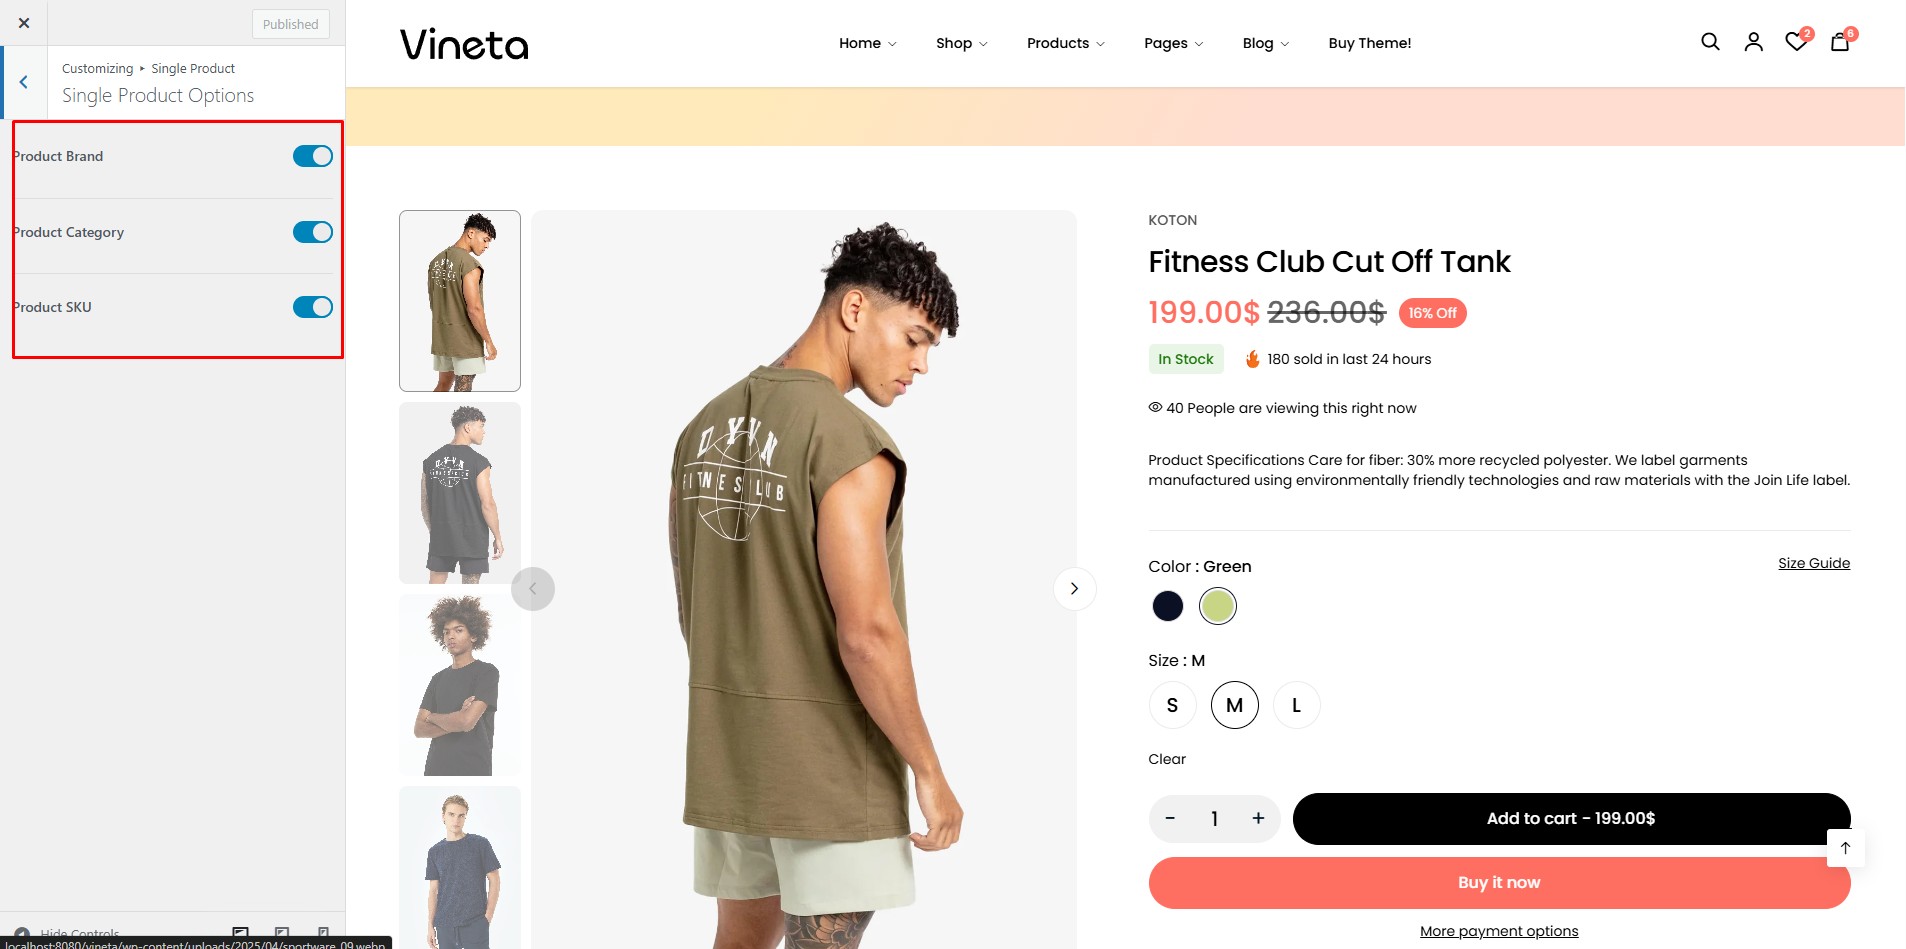 Published
Customizing ▸ Single Product
Single Product Options
Product Brand
Product Category
Product SKU
Hide Controls
localhost:8080/vineta/wp-content/uploads/2025/04/sportware_09.webp
Vineta
Home
Shop
Products
Pages
Blog
Buy Theme!
2
6
KOTON
Fitness Club Cut Off Tank
199.00$ 236.00$ 16% Off
In Stock
180 sold in last 24 hours
40 People are viewing this right now
Product Specifications Care for fiber: 30% more recycled polyester. We label garments
manufactured using environmentally friendly technologies and raw materials with the Join Life label.
Color : Green
Size Guide
Size : M
S M L
Clear
- 1 +
Add to cart - 199.00$
Buy it now
More payment options